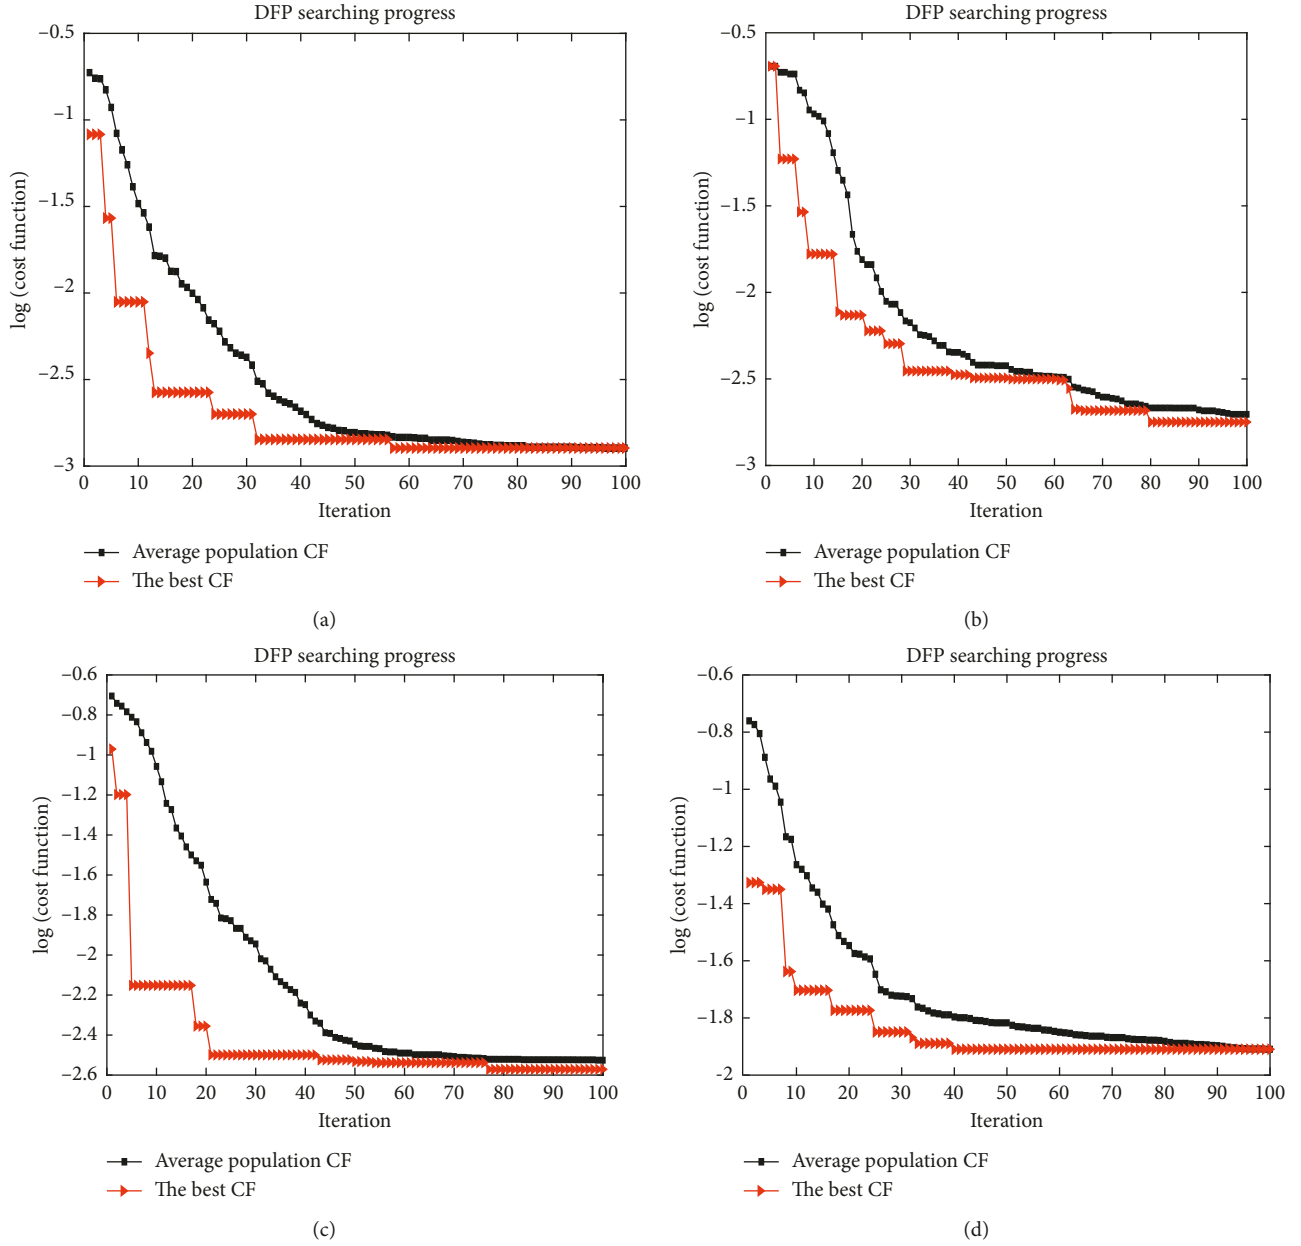 DFP searching progress
−0.5
−1
−1.5
−2
−2.5
−3
log (cost function)
0 10 20 30 40 50 60 70 80 90 100
Iteration
Average population CF
The best CF
(a)
DFP searching progress
−0.5
−1
−1.5
−2
−2.5
−3
log (cost function)
0 10 20 30 40 50 60 70 80 90 100
Iteration
Average population CF
The best CF
(b)
DFP searching progress
−0.6
−0.8
−1
−1.2
−1.4
−1.6
−1.8
−2
−2.2
−2.4
−2.6
log (cost function)
0 10 20 30 40 50 60 70 80 90 100
Iteration
Average population CF
The best CF
(c)
DFP searching progress
−0.6
−0.8
−1
−1.2
−1.4
−1.6
−1.8
−2
log (cost function)
0 10 20 30 40 50 60 70 80 90 100
Iteration
Average population CF
The best CF
(d)